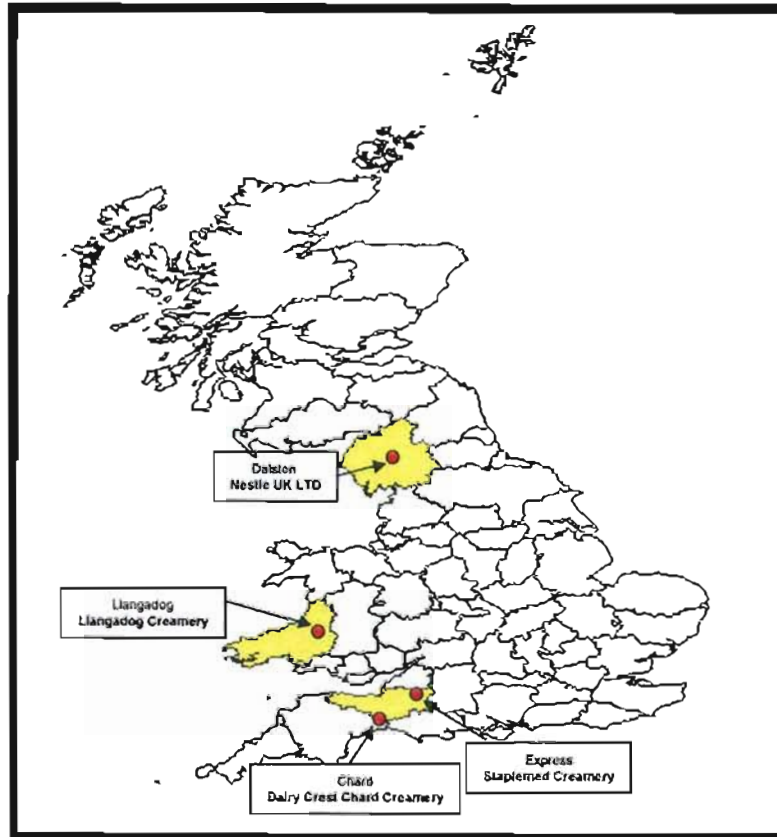 Dalston
Nestle UK LTD
Llangadog
Llangadog Creamery
Express
Staplemed Creamery
Chard
Dairy Crest Chard Creamery